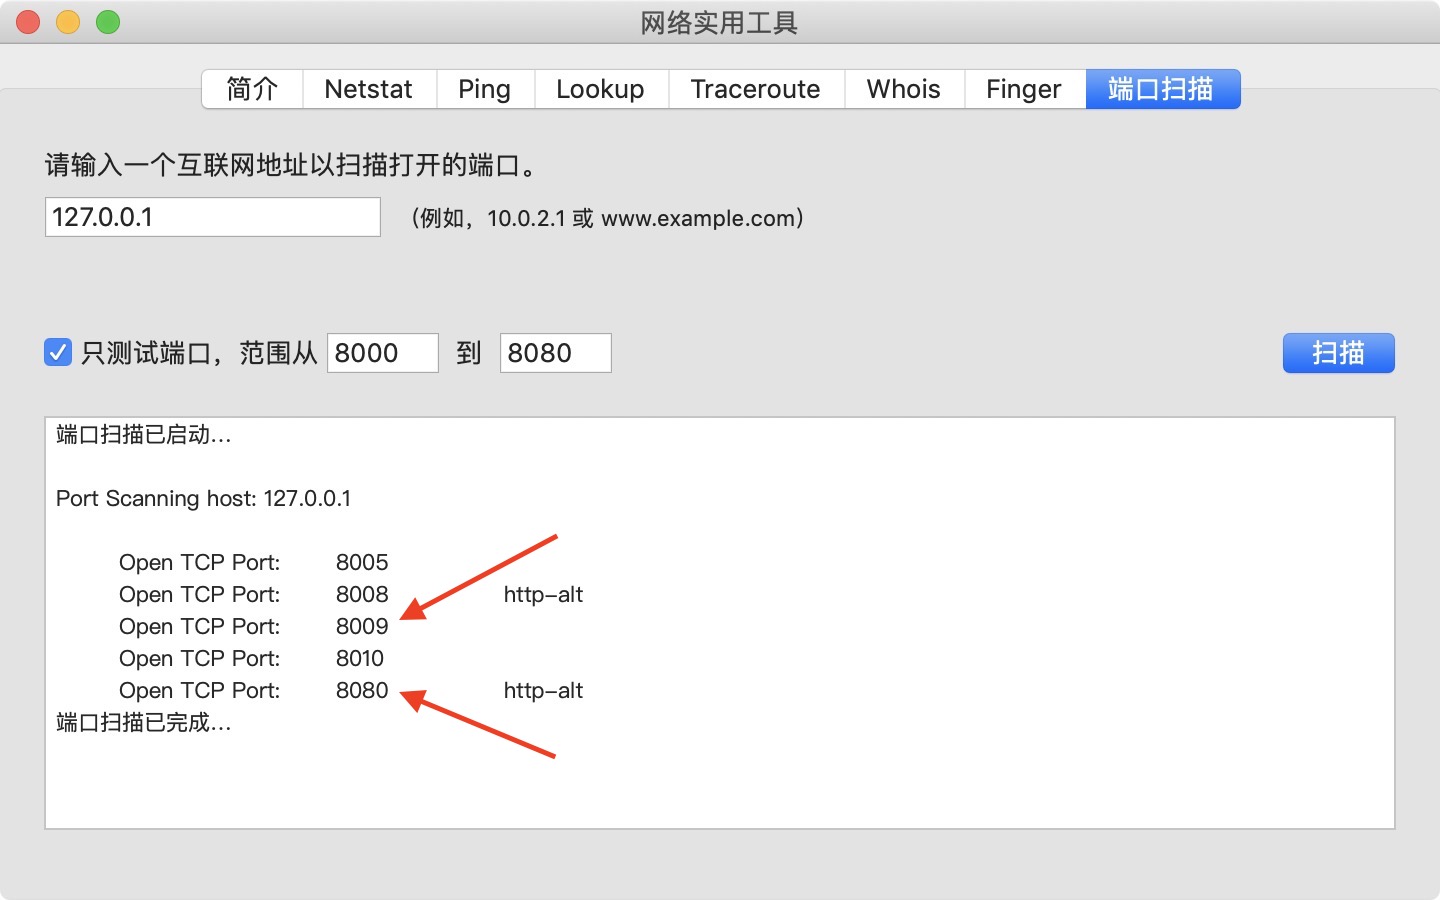 网络实用工具
简介 Netstat Ping Lookup Traceroute Whois Finger 端口扫描
请输入一个互联网地址以扫描打开的端口。
127.0.0.1 （例如，10.0.2.1 或 www.example.com）
只测试端口，范围从 8000 到 8080 扫描
端口扫描已启动…
Port Scanning host: 127.0.0.1
Open TCP Port: 8005
Open TCP Port: 8008 http-alt
Open TCP Port: 8009
Open TCP Port: 8010
Open TCP Port: 8080 http-alt
端口扫描已完成…